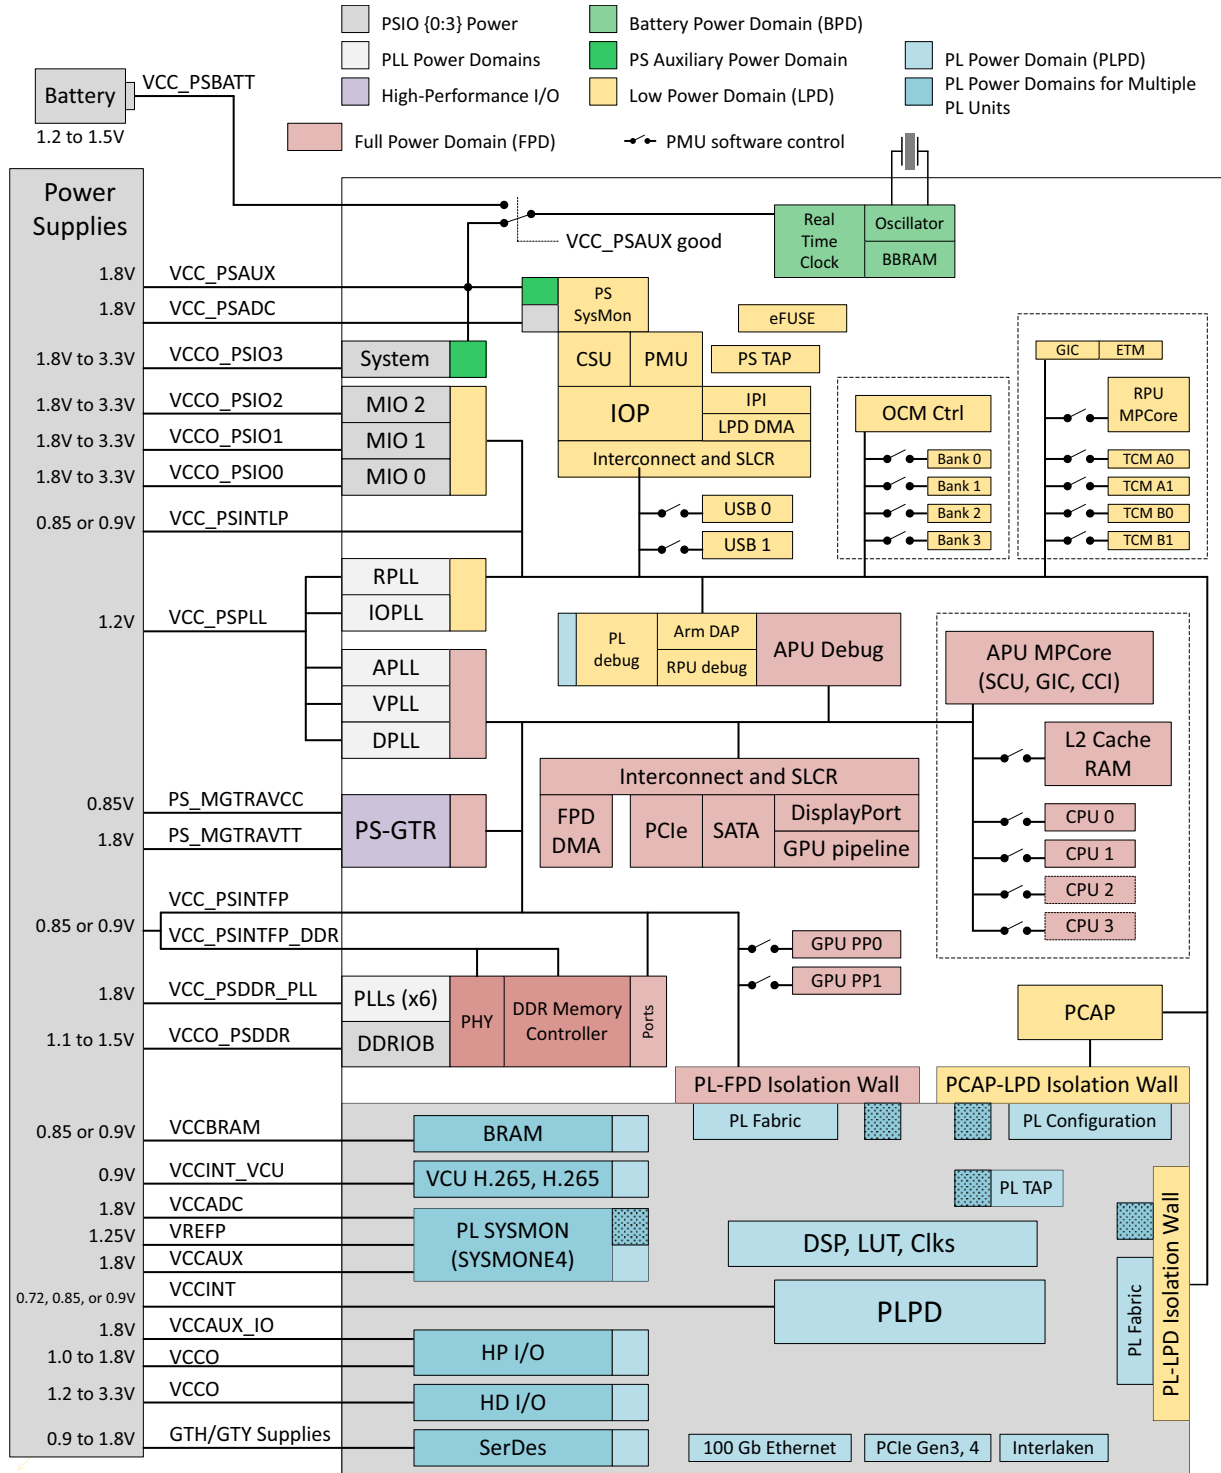 PSIO {0:3} Power
PLL Power Domains
High-Performance I/O
Full Power Domain (FPD)
Battery Power Domain (BPD)
PS Auxiliary Power Domain
Low Power Domain (LPD)
PMU software control
PL Power Domain (PLPD)
PL Power Domains for Multiple
PL Units
Battery
VCC_PSBATT
1.2 to 1.5V
Power
Supplies
VCC_PSAUX good
Real
Time
Clock
Oscillator
BBRAM
1.8V
VCC_PSAUX
1.8V
VCC_PSADC
PS
SysMon
eFUSE
1.8V to 3.3V
VCCO_PSIO3
System
CSU
PMU
PS TAP
GIC
ETM
1.8V to 3.3V
VCCO_PSIO2
MIO 2
1.8V to 3.3V
VCCO_PSIO1
MIO 1
1.8V to 3.3V
VCCO_PSIO0
MIO 0
IOP
IPI
LPD DMA
Interconnect and SLCR
OCM Ctrl
Bank 0
Bank 1
Bank 2
Bank 3
RPU
MPCore
TCM A0
TCM A1
TCM B0
TCM B1
0.85 or 0.9V
VCC_PSINTLP
USB 0
USB 1
1.2V
VCC_PSPLL
RPLL
IOPLL
APLL
VPLL
DPLL
PL
debug
Arm DAP
RPU debug
APU Debug
APU MPCore
(SCU, GIC, CCI)
L2 Cache
RAM
CPU 0
CPU 1
CPU 2
CPU 3
Interconnect and SLCR
FPD
DMA
PCIe
SATA
DisplayPort
GPU pipeline
0.85V
PS_MGTRAVCC
1.8V
PS_MGTRAVTT
PS-GTR
0.85 or 0.9V
VCC_PSINTFP
VCC_PSINTFP_DDR
GPU PP0
GPU PP1
1.8V
VCC_PSDDR_PLL
1.1 to 1.5V
VCCO_PSDDR
PLLs (x6)
DDRIOB
PHY
DDR Memory
Controller
Ports
PCAP
PL-FPD Isolation Wall
PCAP-LPD Isolation Wall
PL Fabric
PL Configuration
0.85 or 0.9V
VCCBRAM
BRAM
0.9V
VCCINT_VCU
VCU H.265, H.265
PL TAP
1.8V
VCCADC
1.25V
VREFP
1.8V
VCCAUX
PL SYSMON
(SYSMONE4)
DSP, LUT, Clks
PL Fabric
PL-LPD Isolation Wall
0.72, 0.85, or 0.9V
VCCINT
PLPD
1.8V
VCCAUX_IO
1.0 to 1.8V
VCCO
HP I/O
1.2 to 3.3V
VCCO
HD I/O
0.9 to 1.8V
GTH/GTY Supplies
SerDes
100 Gb Ethernet
PCIe Gen3, 4
Interlaken